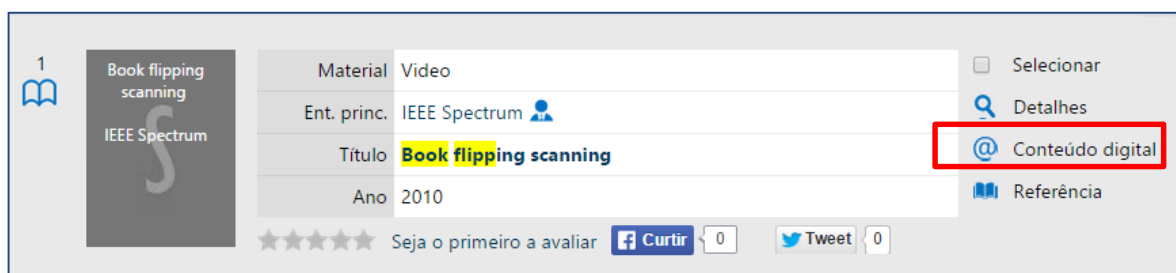 1
Book flipping
scanning
IEEE Spectrum
Material Video
Ent. princ. IEEE Spectrum
Título Book flipping scanning
Ano 2010
Seja o primeiro a avaliar Curtir 0 Tweet 0
Selecionar
Detalhes
@ Conteúdo digital
Referência